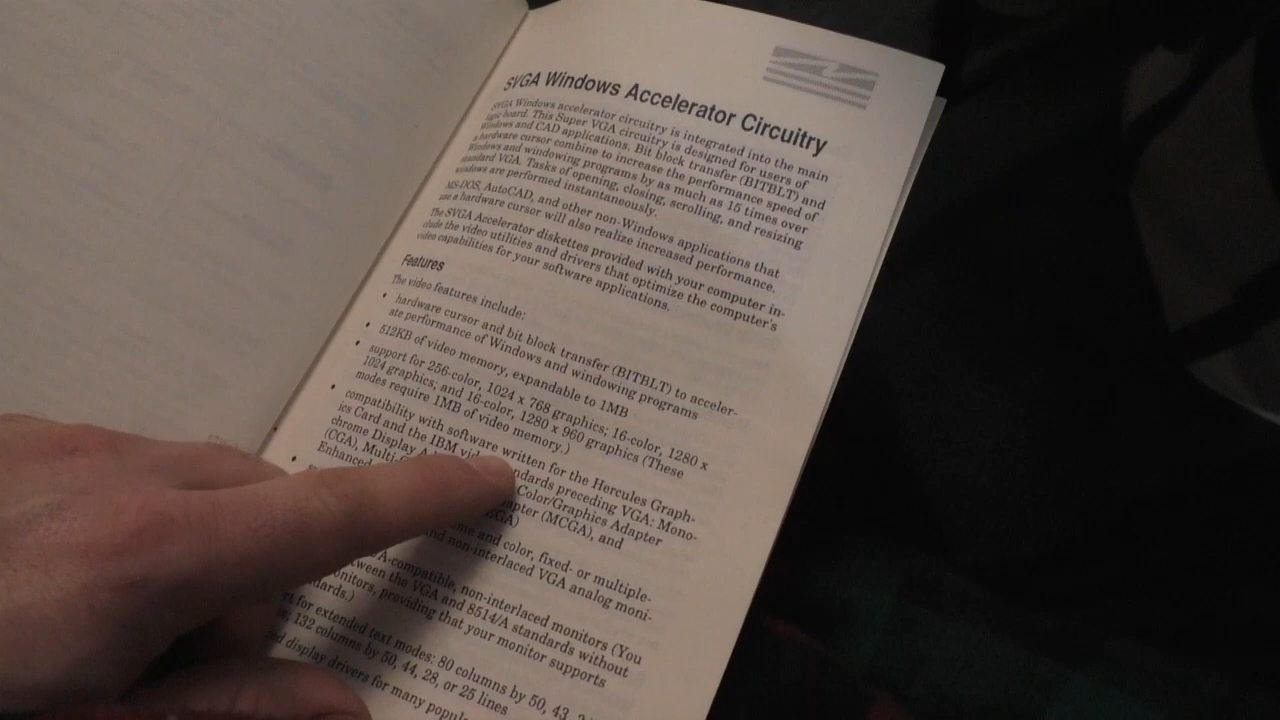 SVGA Windows Accelerator Circuitry
SVGA Windows accelerator circuitry is integrated into the main
logic board. This Super VGA circuitry is designed for users of
Windows and CAD applications. Bit block transfer (BITBLT) and
a hardware cursor combine to increase the performance speed of
Windows and windowing programs by as much as 15 times over
standard VGA. Tasks of opening, closing, scrolling, and resizing
windows are performed instantaneously.
MS-DOS, AutoCAD, and other non-Windows applications that
use a hardware cursor will also realize increased performance.
The SVGA Accelerator diskettes provided with your computer in-
clude the video utilities and drivers that optimize the computer's
video capabilities for your software applications.
Features
The video features include:
• hardware cursor and bit block transfer (BITBLT) to acceler-
ate performance of Windows and windowing programs
• 512KB of video memory, expandable to 1MB
• support for 256-color, 1024 x 768 graphics; 16-color, 1280 x
1024 graphics; and 16-color, 1280 x 960 graphics (These
modes require 1MB of video memory.)
• compatibility with software written for the Hercules Graph-
ics Card and the IBM video standards preceding VGA: Mono-
chrome Display Color/Graphics Adapter
(CGA), (MCGA), and
Enhanced
• and color, fixed- or multiple-
and non-interlaced VGA analog moni-
non-interlaced monitors (You
between the VGA and 8514/A standards without
monitors, providing that your monitor supports
for extended text modes: 80 columns by 50, 43,
132 columns by 50, 44, 28, or 25 lines
display drivers for many